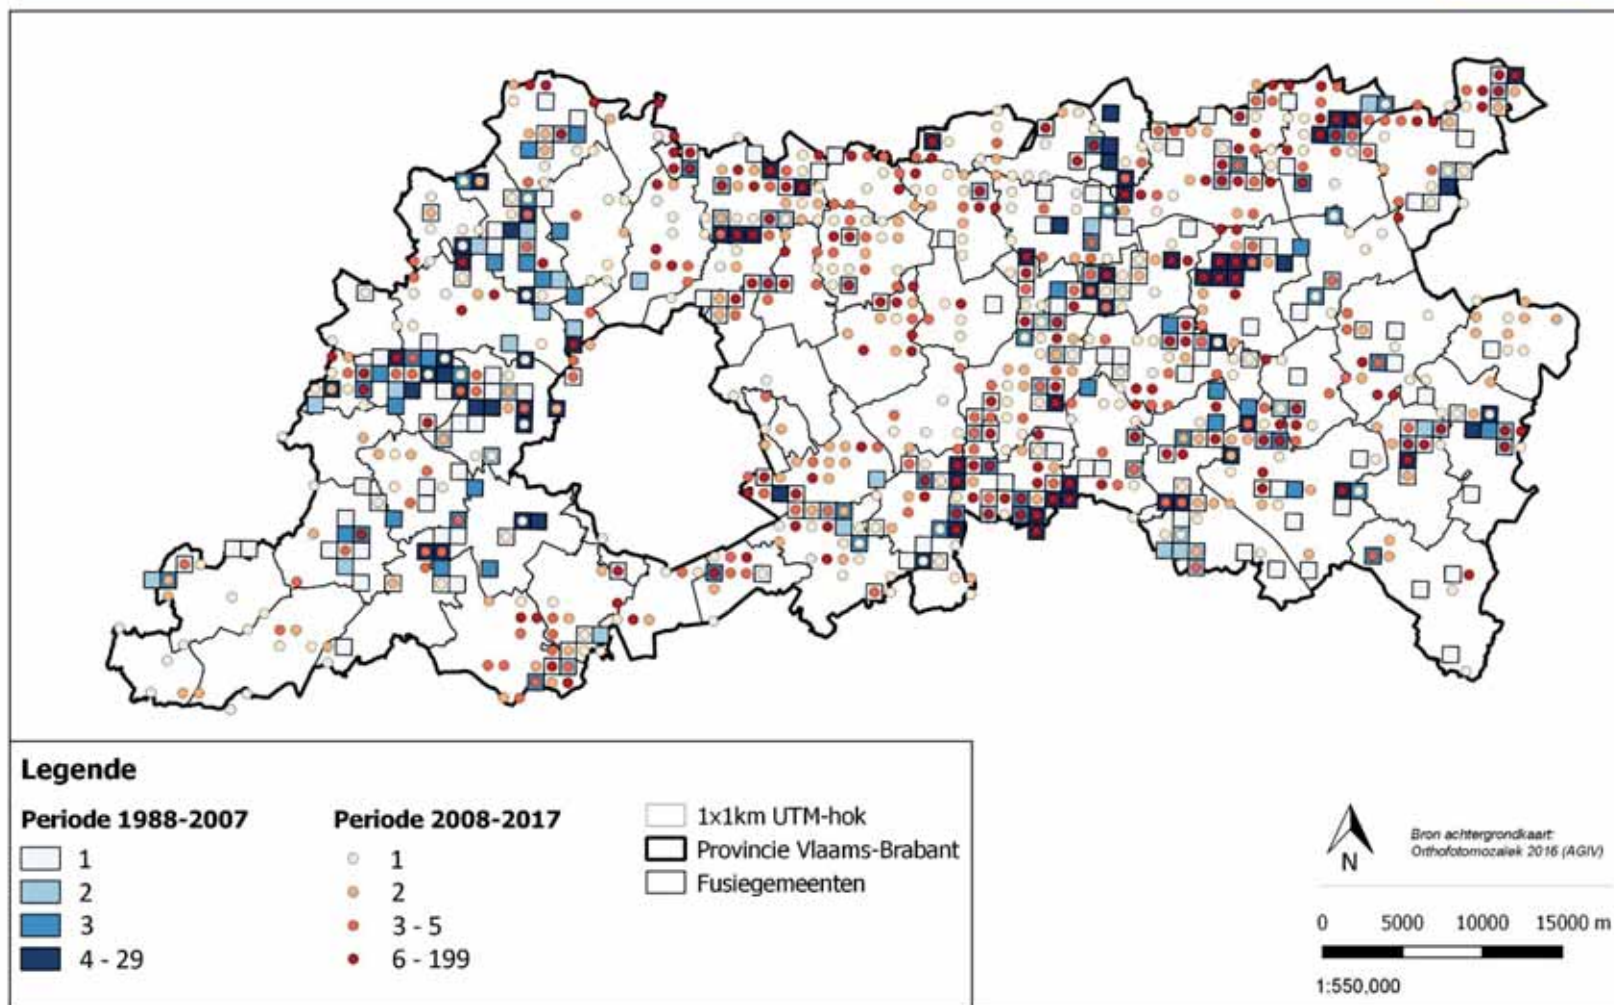 Legende
Periode 1988-2007
1
2
3
4 - 29
Periode 2008-2017
1
2
3 - 5
6 - 199
1x1km UTM-hok
Provincie Vlaams-Brabant
Fusiegemeenten
N
Bron achtergrondkaart:
Orthofotomozaiek 2016 (AGIV)
0 5000 10000 15000 m
1:550,000